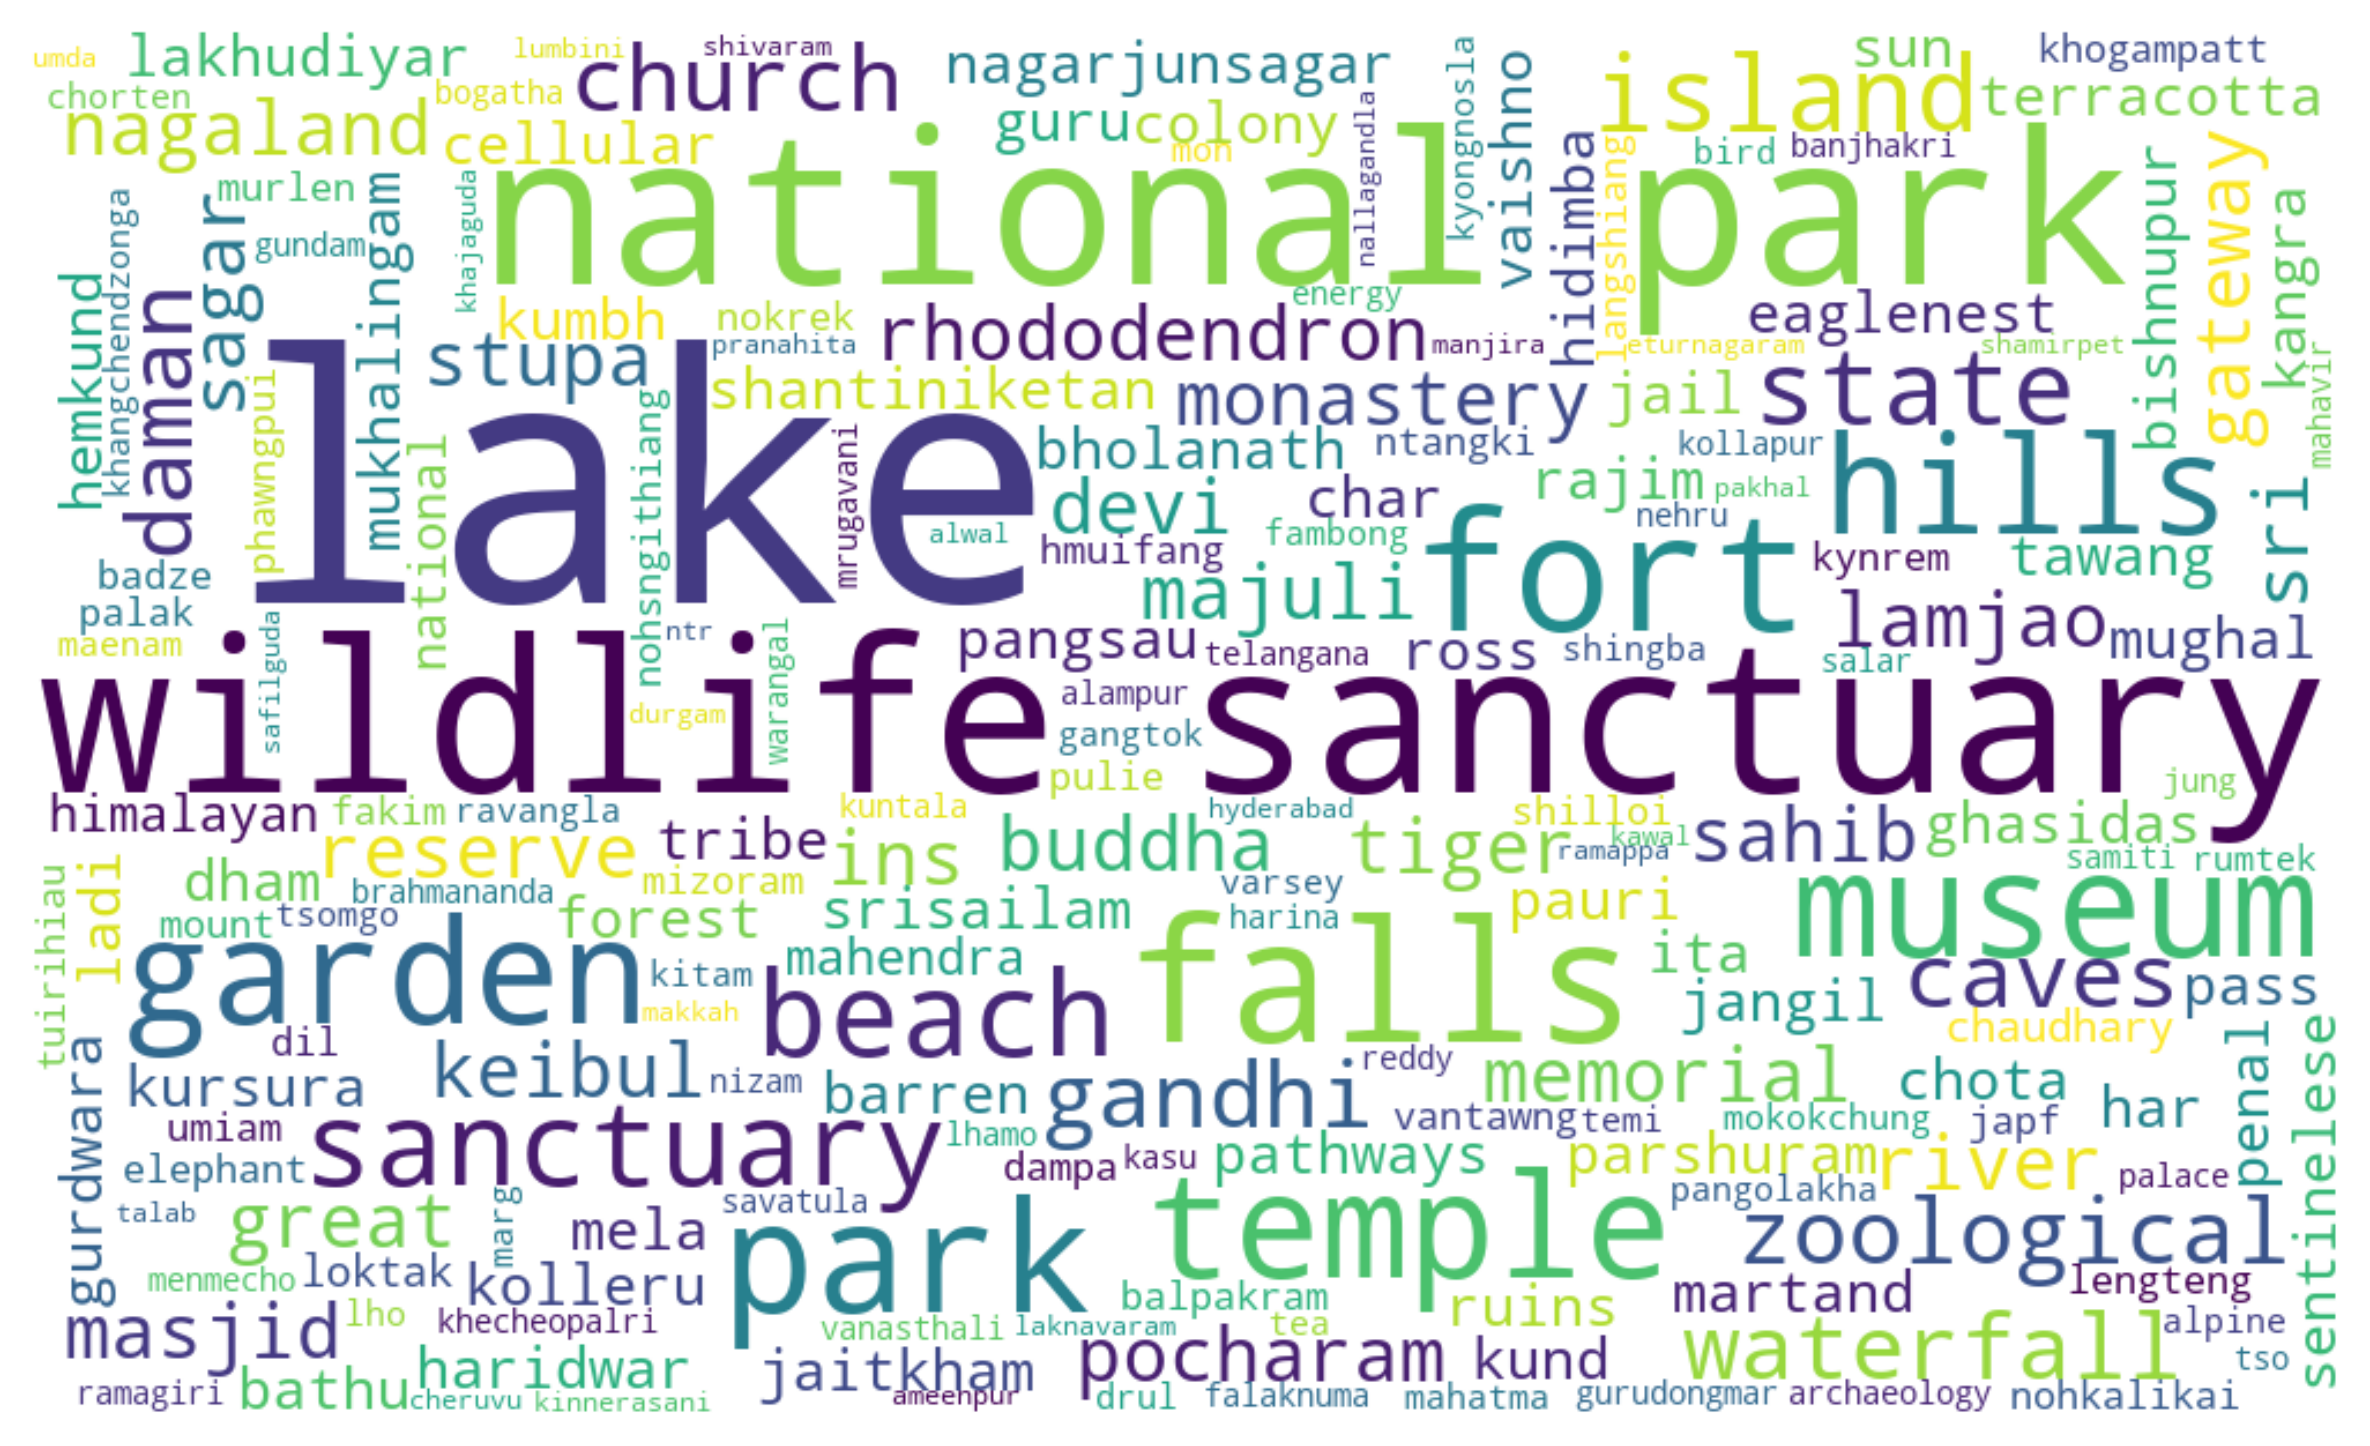 umda lakhudiyar lumbini shivaram church nagarjunsagar kyongnosla vaishno island sun khogampatt
chorten nagaland bogatha cellular guru colony mon nallagandla hidimba langshiang bird banjhakri terracotta
murlen khajaguda national park bishnupur gateway kangra
khangchendzonga sagar gundam mukhalingam
hemkund daman kumbh nokrek pranahita rhododendron energy manjira eaglenest eturnagaram shamirpet mahavir
stupa shantiniketan monastery jail state
phawngpui lake national nohsngithiang mrugavani bholanath ntangki kollapur hills
devi char rajim pakhal nehru sri
badze alwal hmuifang fambong fort kynrem tawang
palak majuli lamjao
maenam safilguda ntr warangal pangsau telangana ross shingba salar mughal
wildlife sanctuary durgam alampur
gangtok
pulie jung
himalayan fakim ravangla kuntala hyderabad shilloi kawal sahib ghasidas
reserve tribe ins buddha tiger ramappa samiti rumtek
tuirihiau ladi dham brahmananda mizoram varsey pauri museum
mount tsomgo forest srisailam harina
garden kitam mahendra falls ita caves pass
makkah beach jangil chaudhary
gurdwara dil keibul nizam reddy memorial penal sentinelese
kursura barren gandhi chota har
umiam sanctuary lhamo vantawng temi mokokchung japf
elephant dampa kasu pathways parshuram river palace
talab great marg mela savatula park temple pangolakha zoological
menmecho loktak kolleru balpakram ruins martand lengteng
masjid lho khecheopalri vanasthali laknavaram tea waterfall alpine
bathu haridwar jaitkham pocharam kund tso
ramagiri cheruvu kinnerasani ameenpur drul falaknuma mahatma gurudongmar archaeology nohkalikai